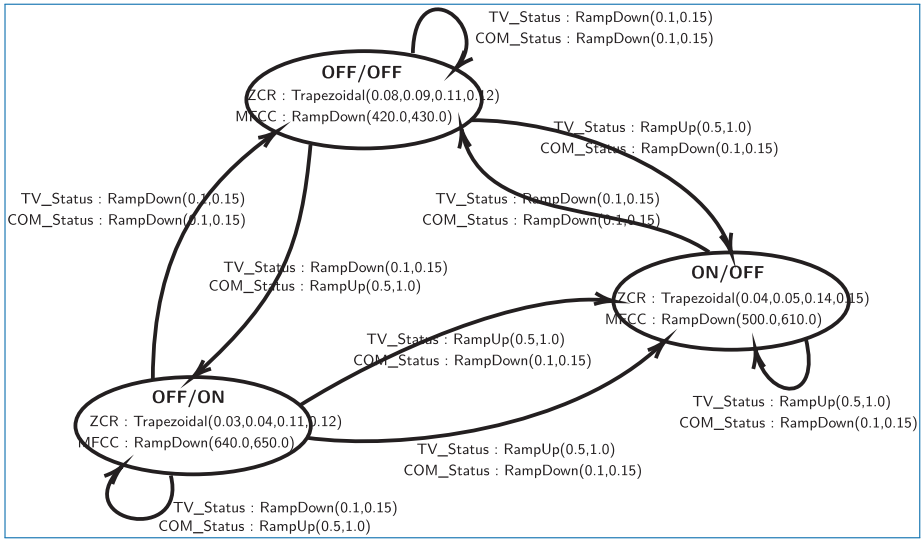 TV_Status : RampDown(0.1,0.15)
COM_Status : RampDown(0.1,0.15)
OFF/OFF
ZCR : Trapezoidal(0.08,0.09,0.11,0.12)
MFCC : RampDown(420.0,430.0)
TV_Status : RampUp(0.5,1.0)
COM_Status : RampDown(0.1,0.15)
TV_Status : RampDown(0.1,0.15)
COM_Status : RampDown(0.1,0.15)
TV_Status : RampDown(0.1,0.15)
COM_Status : RampDown(0.1,0.15)
TV_Status : RampDown(0.1,0.15)
COM_Status : RampUp(0.5,1.0)
ON/OFF
ZCR : Trapezoidal(0.04,0.05,0.14,0.15)
MFCC : RampDown(500.0,610.0)
TV_Status : RampUp(0.5,1.0)
COM_Status : RampDown(0.1,0.15)
OFF/ON
ZCR : Trapezoidal(0.03,0.04,0.11,0.12)
MFCC : RampDown(640.0,650.0)
TV_Status : RampUp(0.5,1.0)
COM_Status : RampDown(0.1,0.15)
TV_Status : RampUp(0.5,1.0)
COM_Status : RampDown(0.1,0.15)
TV_Status : RampDown(0.1,0.15)
COM_Status : RampUp(0.5,1.0)